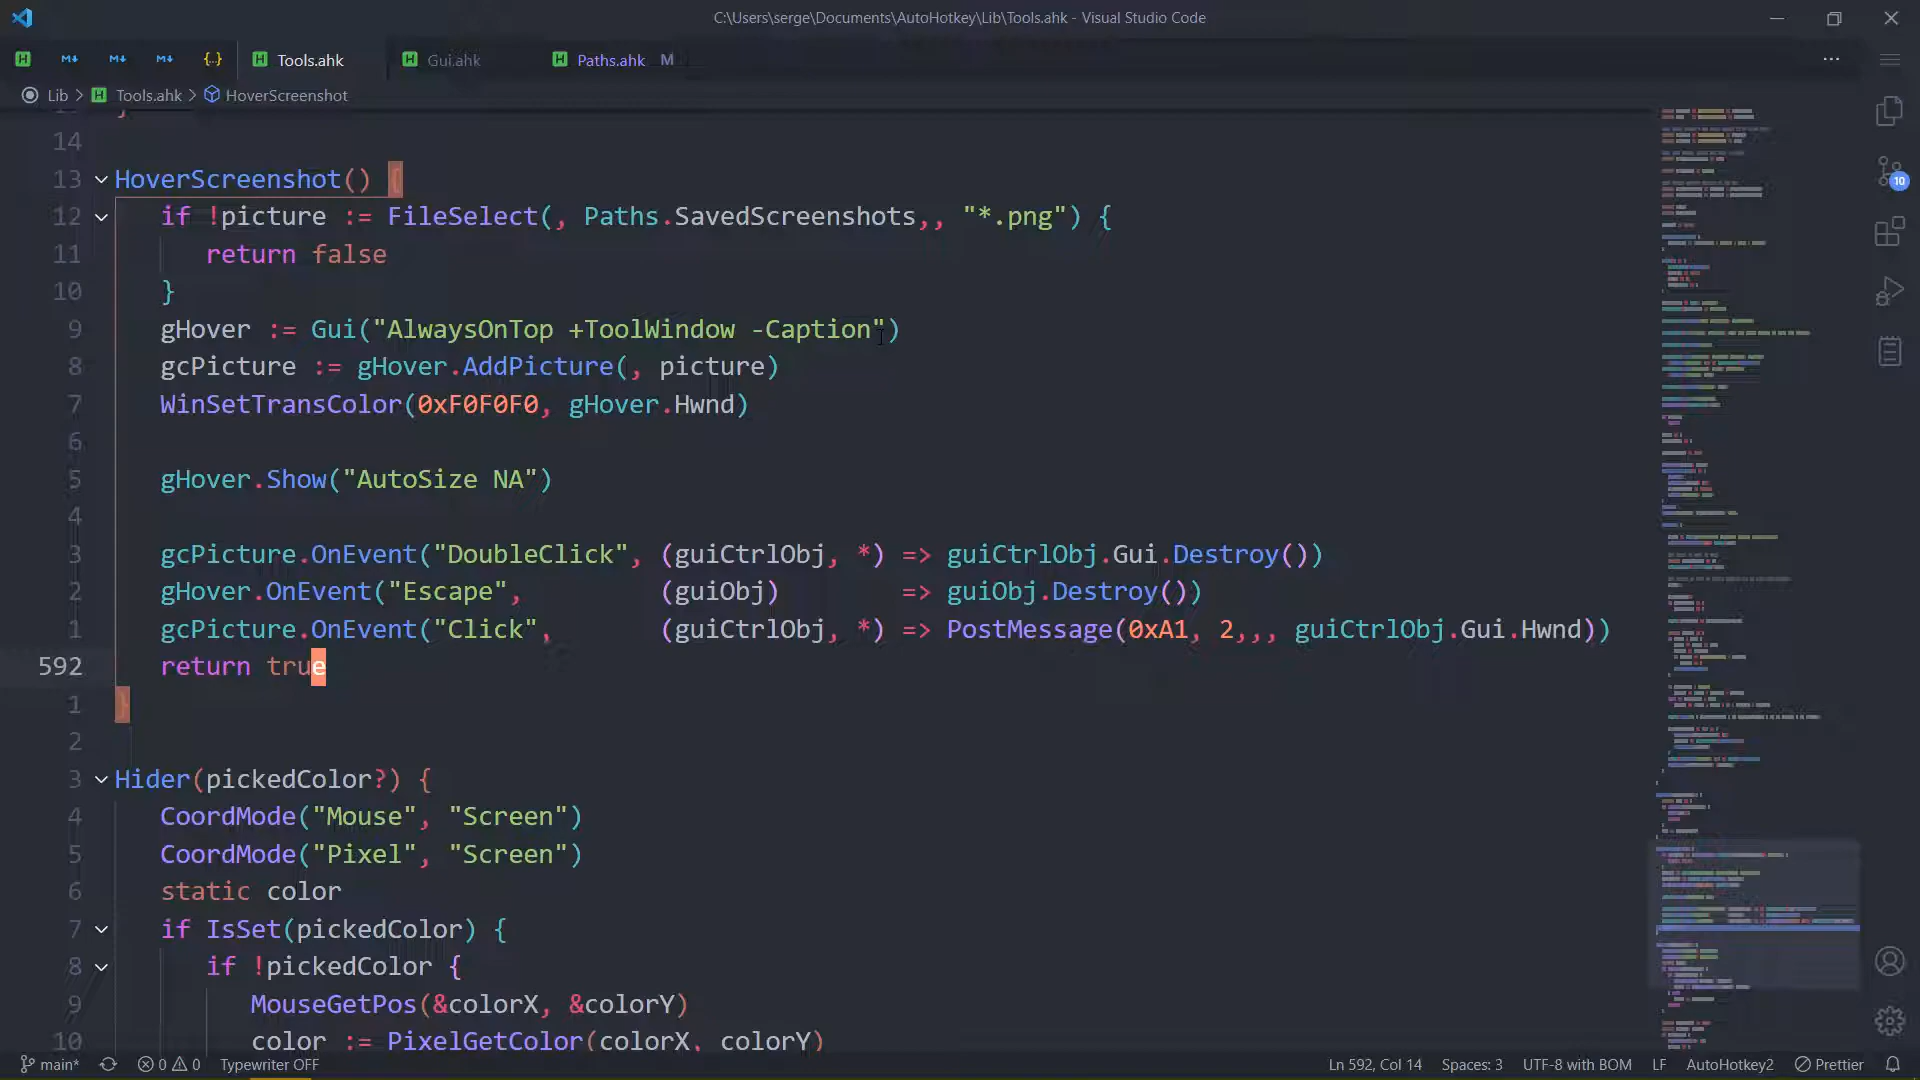 C:\Users\serge\Documents\AutoHotkey\Lib\Tools.ahk - Visual Studio Code
Tools.ahk Gui.ahk Paths.ahk M
Lib > Tools.ahk > HoverScreenshot
14
13 HoverScreenshot() {
12 if !picture := FileSelect(, Paths.SavedScreenshots,, "*.png") {
11 return false
10 }
9 gHover := Gui("AlwaysOnTop +ToolWindow -Caption")
8 gcPicture := gHover.AddPicture(, picture)
7 WinSetTransColor(0xF0F0F0, gHover.Hwnd)
6
5 gHover.Show("AutoSize NA")
4
3 gcPicture.OnEvent("DoubleClick", (guiCtrlObj, *) => guiCtrlObj.Gui.Destroy())
2 gHover.OnEvent("Escape", (guiObj) => guiObj.Destroy())
1 gcPicture.OnEvent("Click", (guiCtrlObj, *) => PostMessage(0xA1, 2,,, guiCtrlObj.Gui.Hwnd))
592 return true
1 }
2
3 Hider(pickedColor?) {
4 CoordMode("Mouse", "Screen")
5 CoordMode("Pixel", "Screen")
6 static color
7 if IsSet(pickedColor) {
8 if !pickedColor {
9 MouseGetPos(&colorX, &colorY)
10 color := PixelGetColor(colorX, colorY)
10
main* 0 0 Typewriter OFF Ln 592, Col 14 Spaces: 3 UTF-8 with BOM LF AutoHotkey2 Prettier